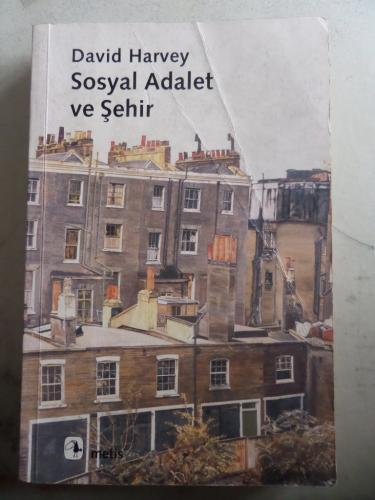 David Harvey
Sosyal Adalet
ve Şehir
metis